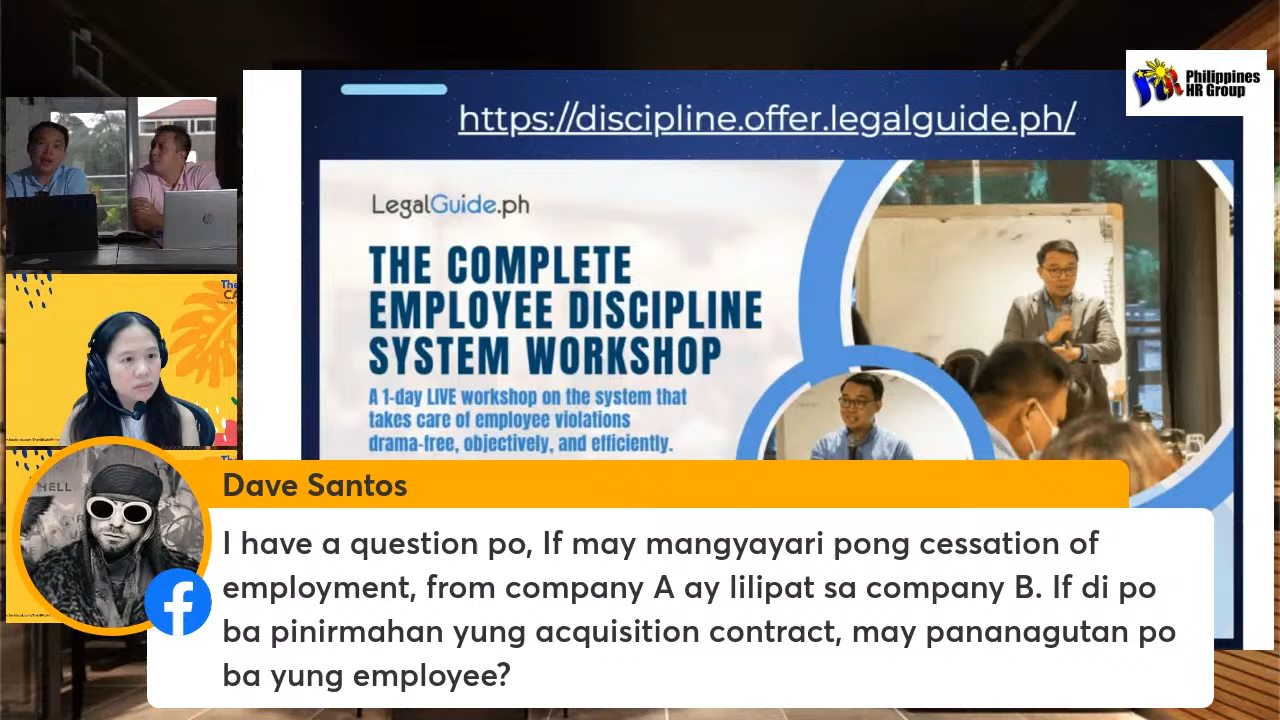 Philippines
HR Group
https://discipline.offer.legalguide.ph/
LegalGuide.ph
THE COMPLETE
EMPLOYEE DISCIPLINE
SYSTEM WORKSHOP
A 1-day LIVE workshop on the system that
takes care of employee violations
drama-free, objectively, and efficiently.
HELL
Dave Santos
I have a question po, If may mangyayari pong cessation of
employment, from company A ay lilipat sa company B. If di po
ba pinirmahan yung acquisition contract, may pananagutan po
ba yung employee?